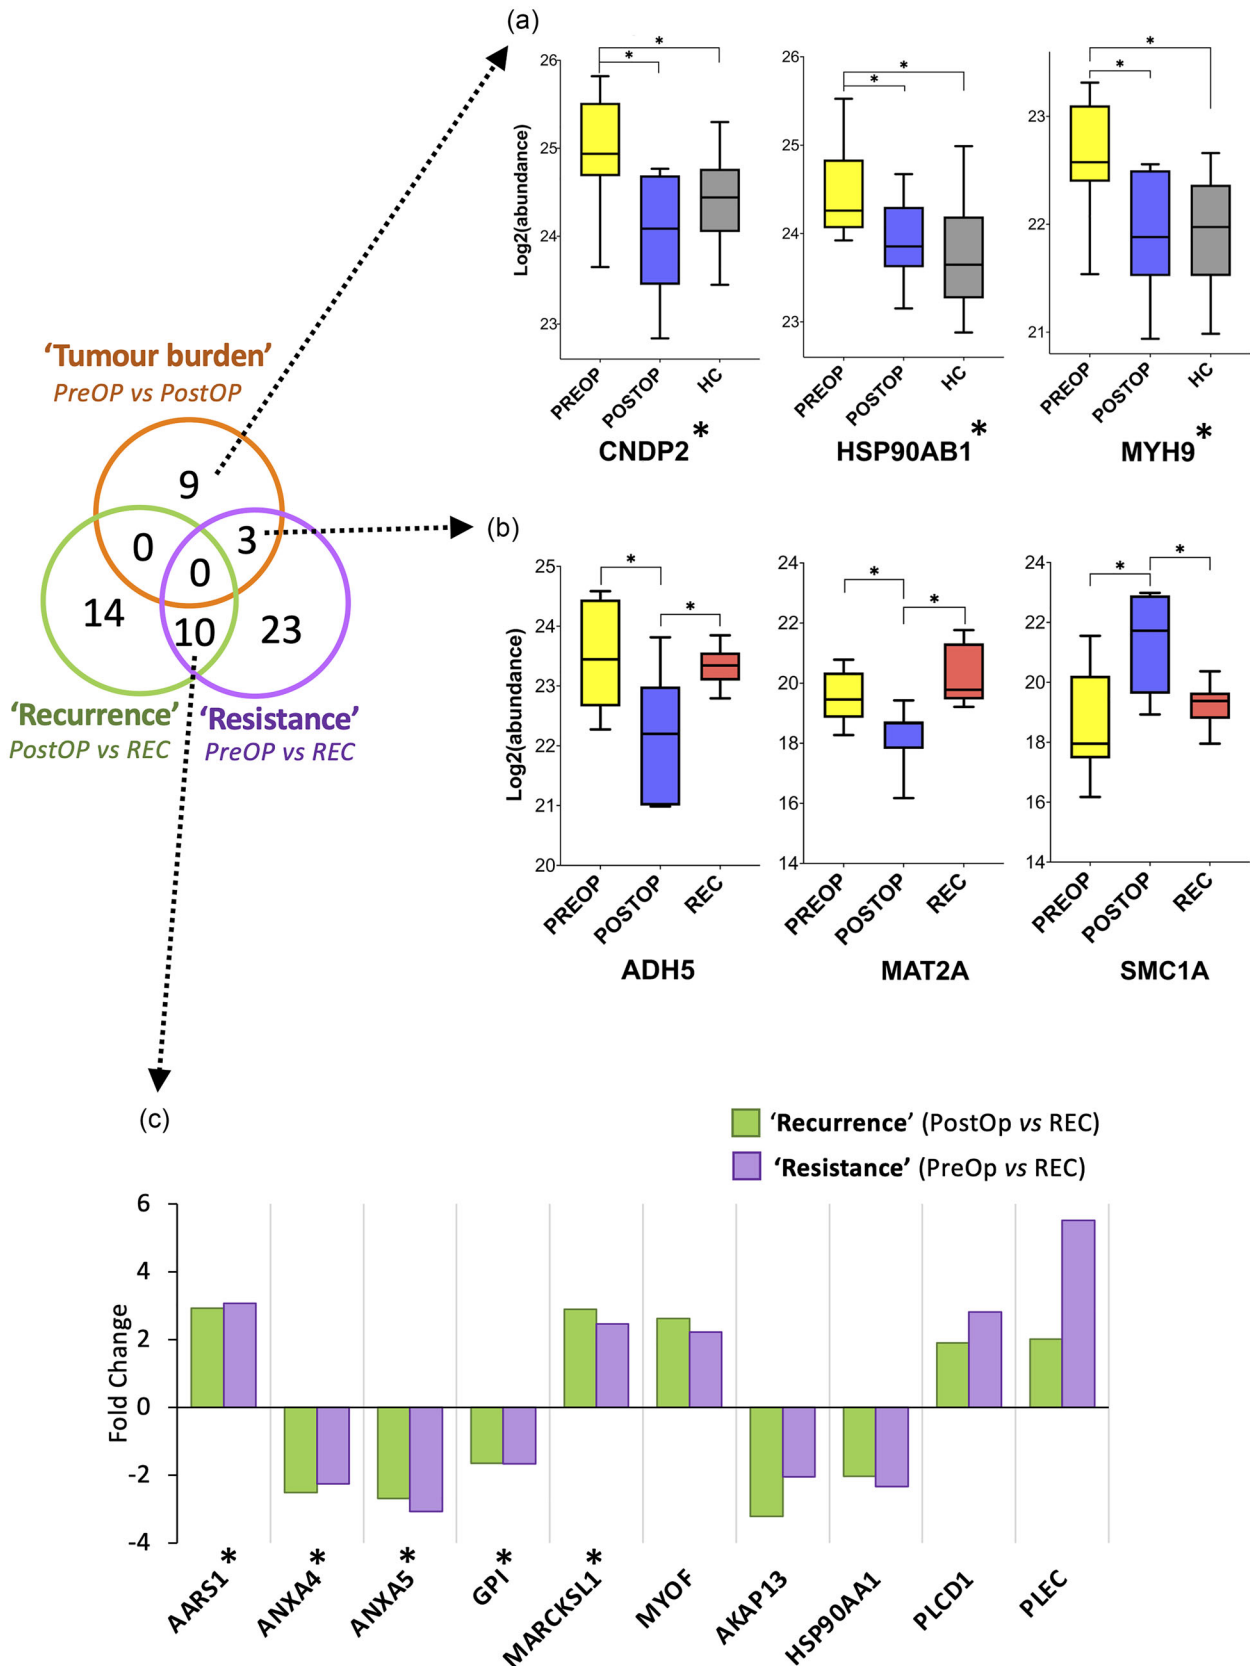 (a)
26
25
24
23
Log2(abundance)
* *
PREOP
POSTOP
HC
CNDP2*
26
25
24
23
* *
PREOP
POSTOP
HC
HSP90AB1*
23
22
21
* *
PREOP
POSTOP
HC
MYH9*
'Tumour burden'
PreOP vs PostOP
9
0
3
0
14
10
23
'Recurrence'
PostOP vs REC
'Resistance'
PreOP vs REC
(b)
25
24
23
22
21
20
Log2(abundance)
* *
PREOP
POSTOP
REC
ADH5
24
22
20
18
16
14
* *
PREOP
POSTOP
REC
MAT2A
24
22
20
18
16
14
* *
PREOP
POSTOP
REC
SMC1A
(c)
'Recurrence' (PostOp vs REC)
'Resistance' (PreOp vs REC)
Fold Change
6
4
2
0
-2
-4
AARS1*
ANXA4*
ANXA5*
GPI*
MARCKSL1*
MYOF
AKAP13
HSP90AA1
PLCD1
PLEC